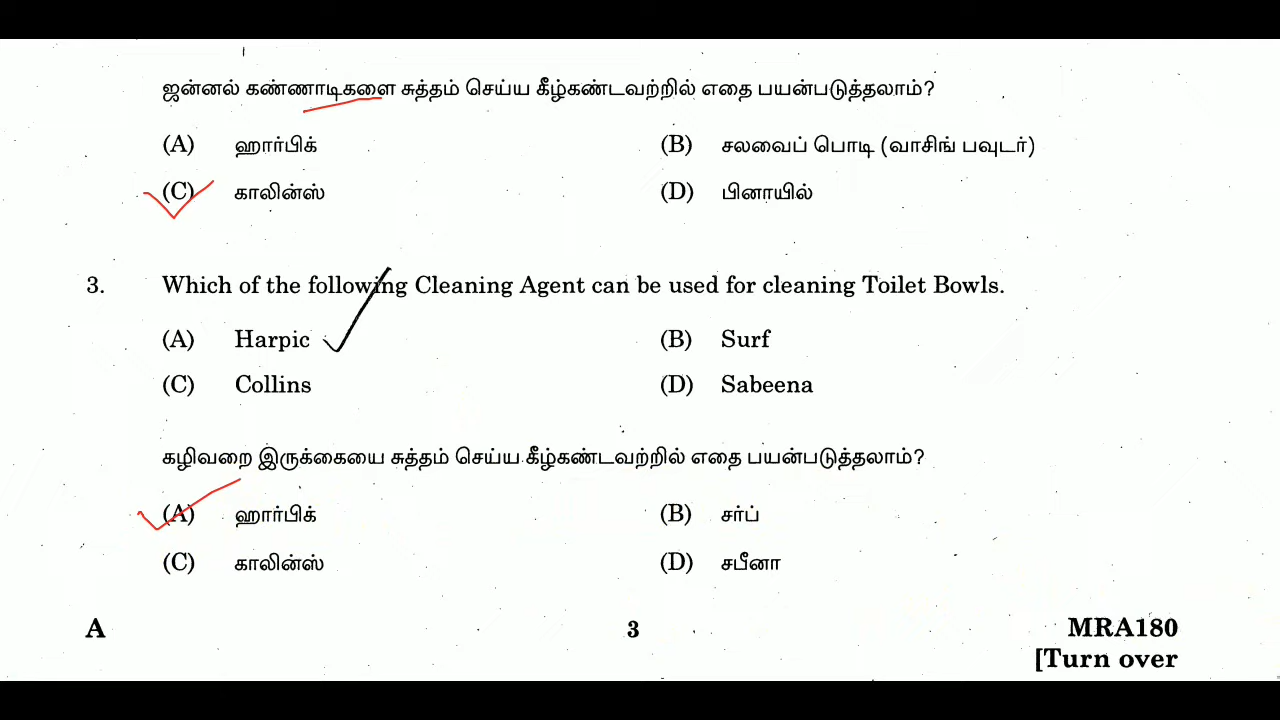 ஜன்னல் கண்ணாடிகளை சுத்தம் செய்ய கீழ்கண்டவற்றில் எதை பயன்படுத்தலாம்?
(A) ஹார்பிக் (B) சலவைப் பொடி (வாசிங் பவுடர்)
(C) காலின்ஸ் (D) பினாயில்
3. Which of the following Cleaning Agent can be used for cleaning Toilet Bowls.
(A) Harpic (B) Surf
(C) Collins (D) Sabeena
கழிவறை இருக்கையை சுத்தம் செய்ய கீழ்கண்டவற்றில் எதை பயன்படுத்தலாம்?
(A) ஹார்பிக் (B) சர்ப்
(C) காலின்ஸ் (D) சபீனா
A 3 MRA180
[Turn over